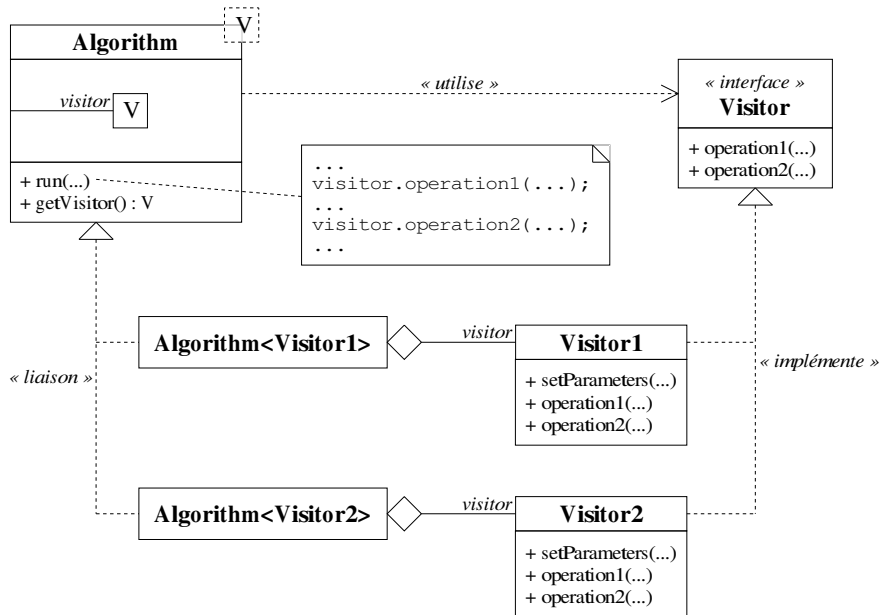 V
Algorithm
visitor
V
+ run(...)
+ getVisitor() : V
« utilise »
« interface »
Visitor
+ operation1(...)
+ operation2(...)
...
visitor.operation1(...);
...
visitor.operation2(...);
...
Algorithm<Visitor1>
visitor
Visitor1
+ setParameters(...)
+ operation1(...)
+ operation2(...)
« liaison »
« implémente »
Algorithm<Visitor2>
visitor
Visitor2
+ setParameters(...)
+ operation1(...)
+ operation2(...)